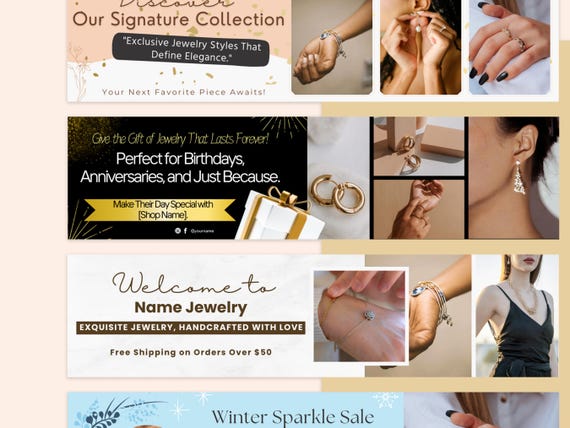 Discover
Our Signature Collection
"Exclusive Jewelry Styles That
Define Elegance."
Your Next Favorite Piece Awaits!
Give the Gift of Jewelry That Lasts Forever!
Perfect for Birthdays,
Anniversaries, and Just Because.
Make Their Day Special with
[Shop Name].
@yourname
Welcome to
Name Jewelry
EXQUISITE JEWELRY, HANDCRAFTED WITH LOVE
Free Shipping on Orders Over $50
Winter Sparkle Sale